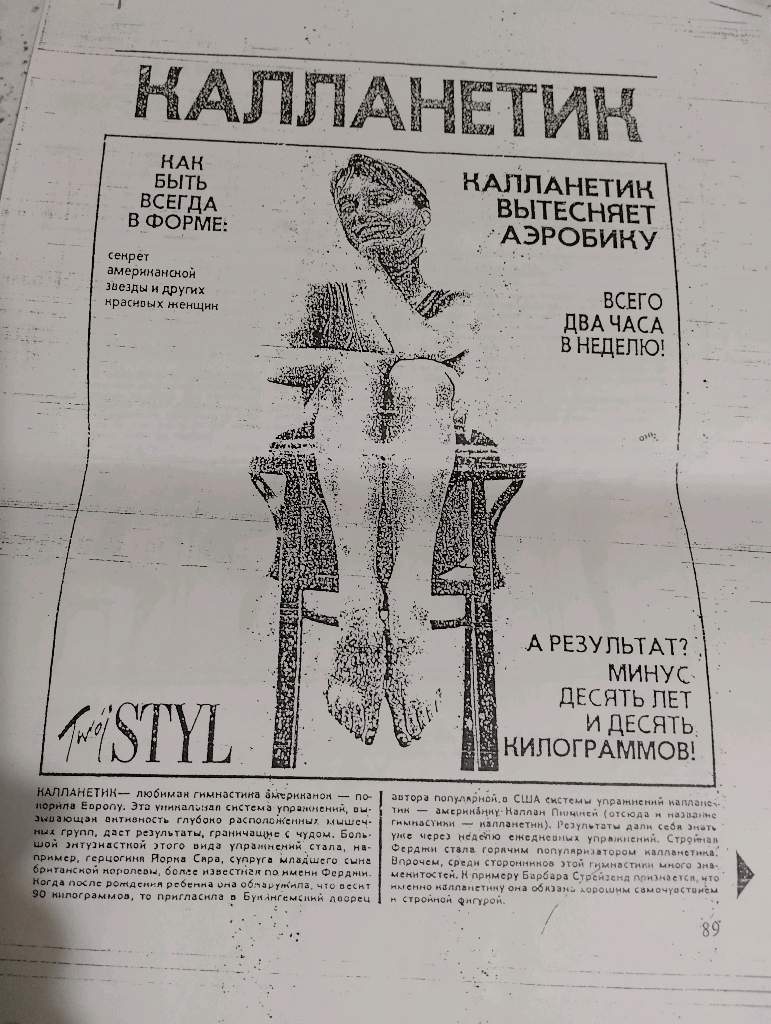 КАЛЛАНЕТИК
КАК
БЫТЬ
ВСЕГДА
В ФОРМЕ:
секрет
американской
звезды и других
красивых женщин
КАЛЛАНЕТИК
ВЫТЕСНЯЕТ
АЭРОБИКУ
ВСЕГО
ДВА ЧАСА
В НЕДЕЛЮ!
А РЕЗУЛЬТАТ?
МИНУС
ДЕСЯТЬ ЛЕТ
И ДЕСЯТЬ
КИЛОГРАММОВ!
Twój STYL
КАЛЛАНЕТИК — любимая гимнастика американок — по-
корила Европу. Эта уникальная система упражнений, вы-
зывающая активность глубоко расположенных мышеч-
ных групп, дает результаты, граничащие с чудом. Боль-
шой энтузиасткой этого вида упражнений стала, на-
пример, герцогиня Йорка Сара, супруга младшего сына
британской королевы, более известная по имени Ферджи.
Когда после рождения ребенка она обнаружила, что весит
90 килограммов, то пригласила в Букингемский дворец
автора популярной в США системы упражнений калланe-
тик — американку Каллан Пинкней (отсюда и название
гимнастики — калланетик). Результаты дали себя знать
уже через неделю ежедневных упражнений. Стройная
Ферджи стала горячим популяризатором калланетика.
Впрочем, среди сторонников этой гимнастики много зна-
менитостей. К примеру Барбара Стрейзенд признается, что
именно калланетику она обязана хорошим самочувствием
и стройной фигурой.
89